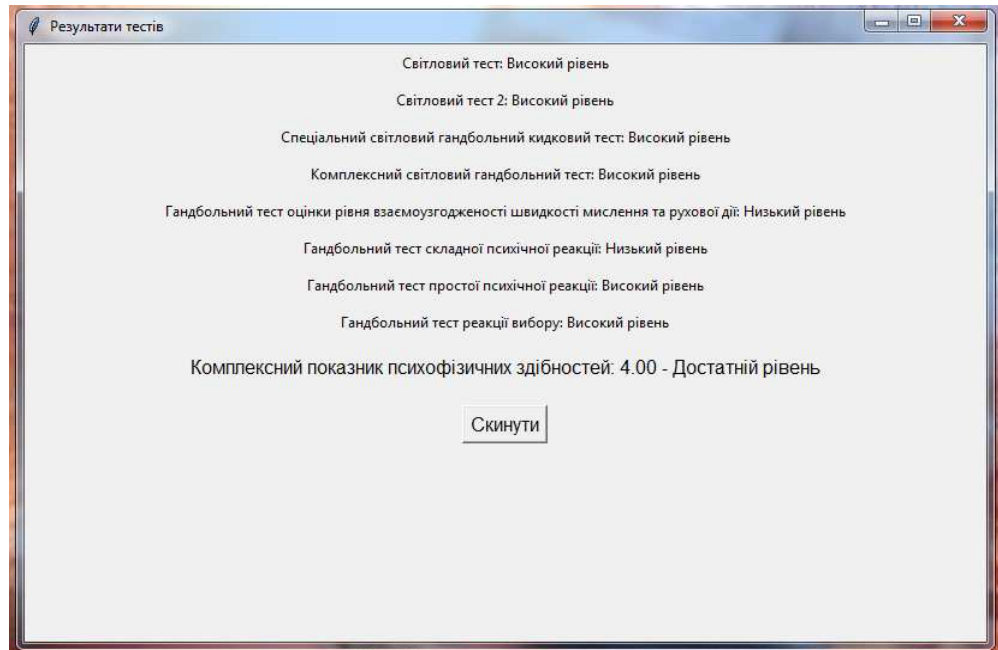 Результати тестів
Світловий тест: Високий рівень
Світловий тест 2: Високий рівень
Спеціальний світловий гандбольний кидковий тест: Високий рівень
Комплексний світловий гандбольний тест: Високий рівень
Гандбольний тест оцінки рівня взаємоузгодженості швидкості мислення та рухової дії: Низький рівень
Гандбольний тест складної психічної реакції: Низький рівень
Гандбольний тест простої психічної реакції: Високий рівень
Гандбольний тест реакції вибору: Високий рівень
Комплексний показник психофізичних здібностей: 4.00 - Достатній рівень
Скинути